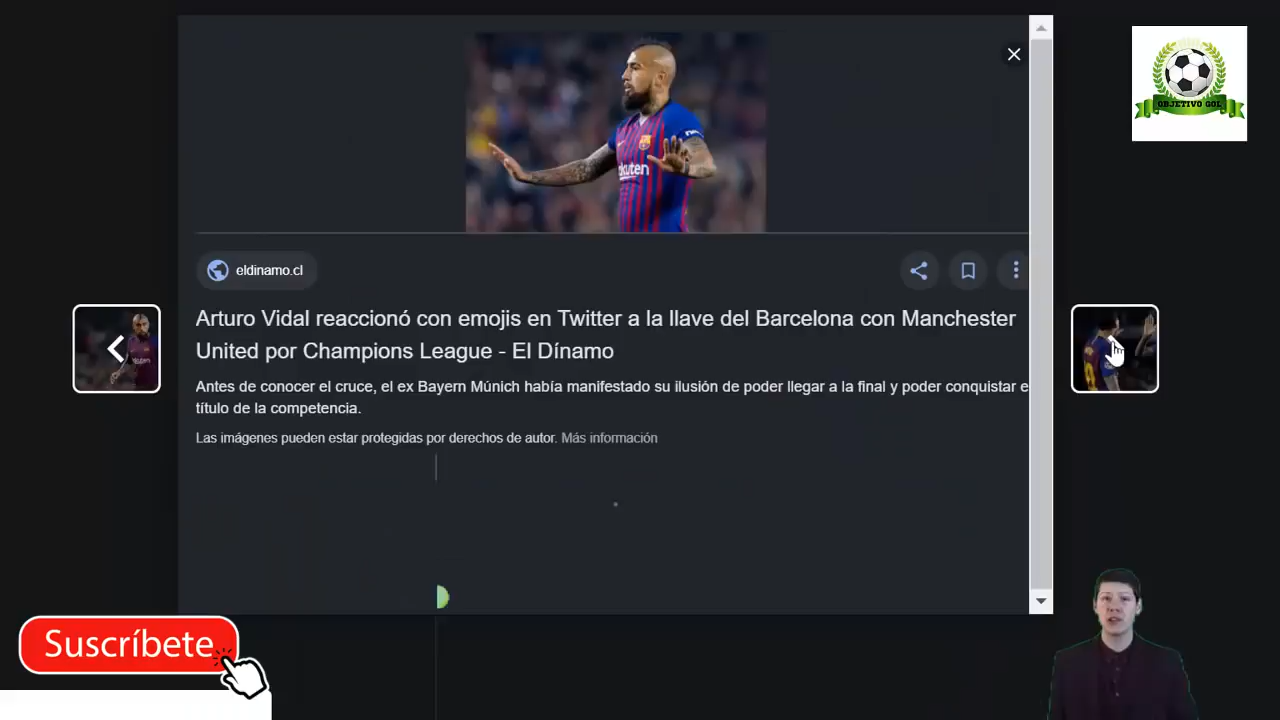 OBJETIVO GOL
Rakuten
eldinamo.cl
Arturo Vidal reaccionó con emojis en Twitter a la llave del Barcelona con Manchester
United por Champions League - El Dínamo
Antes de conocer el cruce, el ex Bayern Múnich había manifestado su ilusión de poder llegar a la final y poder conquistar e
título de la competencia.
Las imágenes pueden estar protegidas por derechos de autor. Más información
Suscríbete